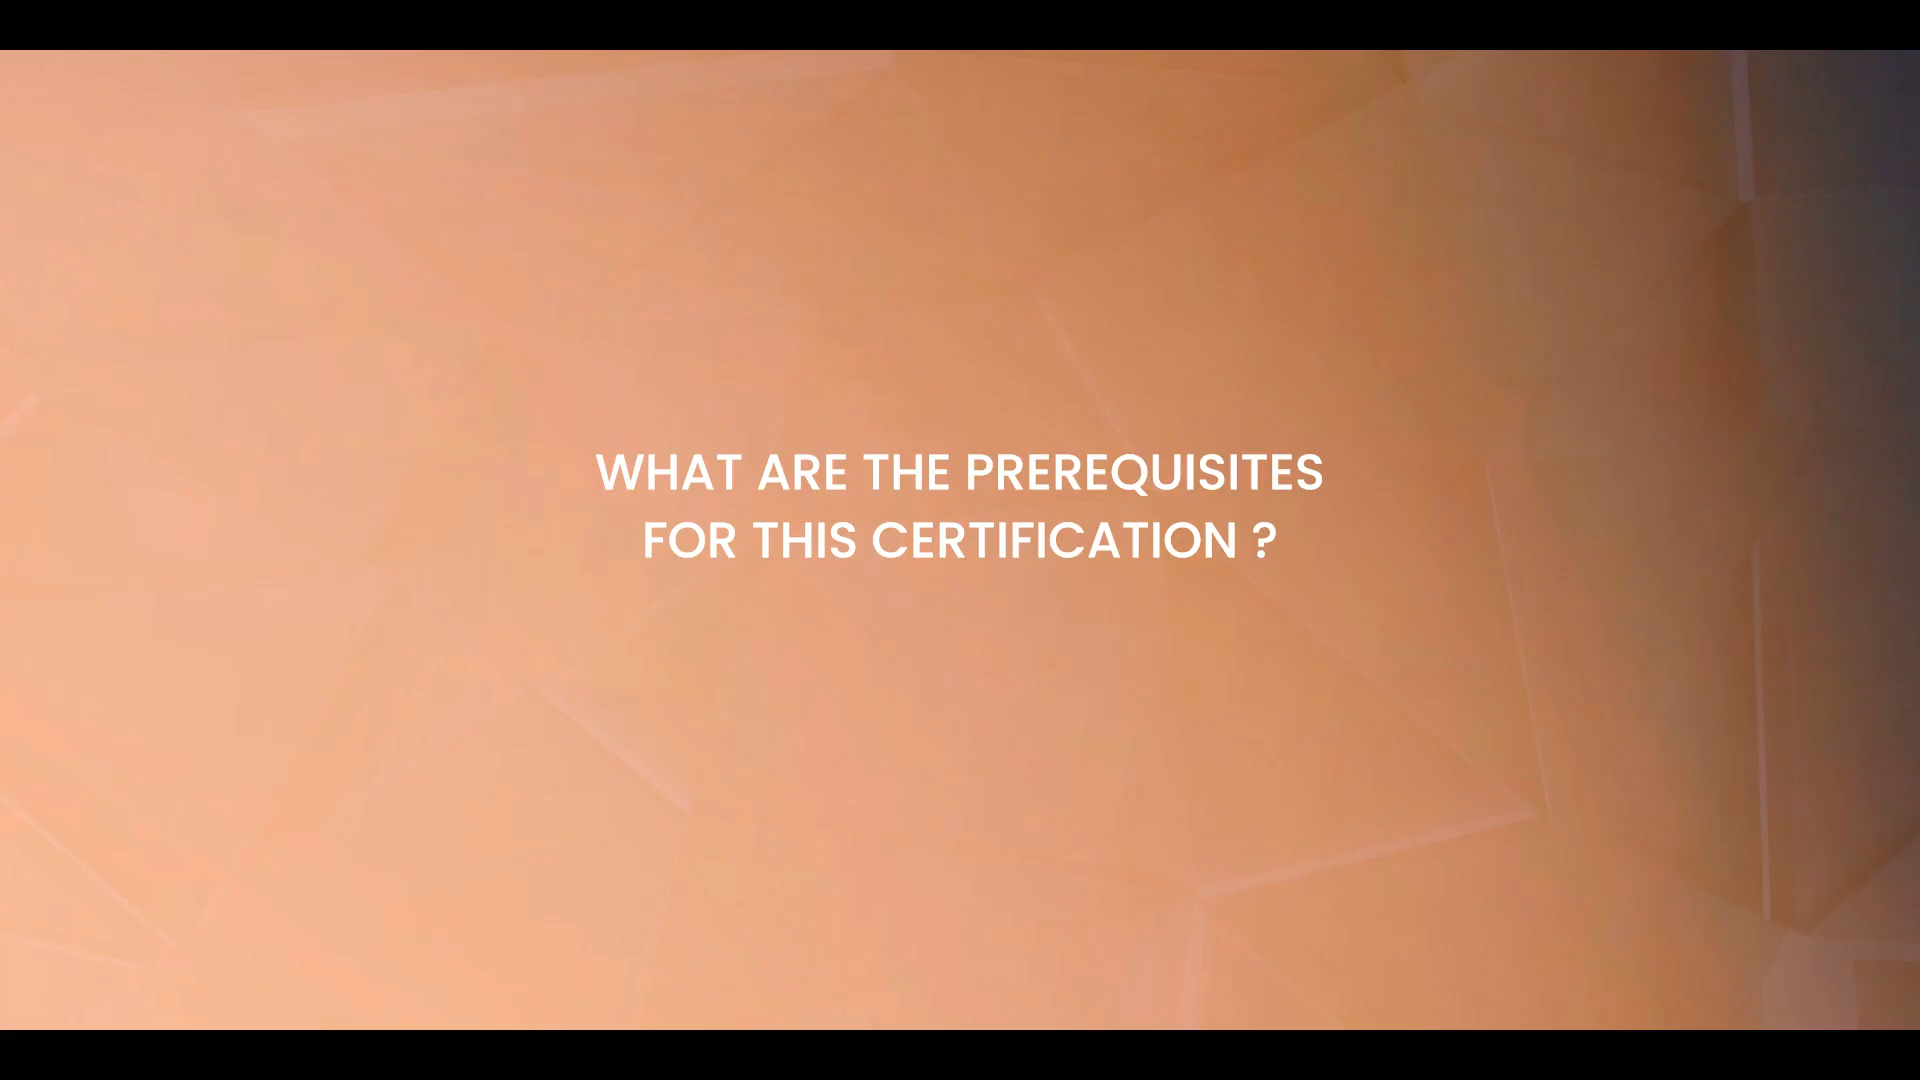 WHAT ARE THE PREREQUISITES
FOR THIS CERTIFICATION ?